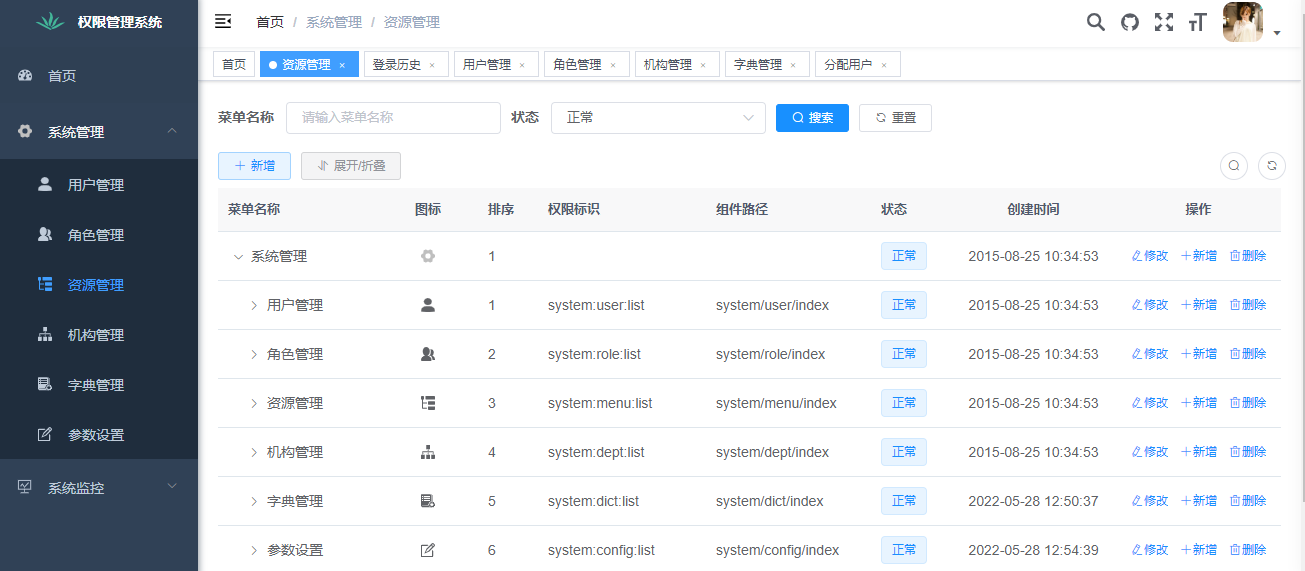 权限管理系统
首页 / 系统管理 / 资源管理
首页
系统管理
用户管理
角色管理
资源管理
机构管理
字典管理
参数设置
系统监控
首页 资源管理 × 登录历史 × 用户管理 × 角色管理 × 机构管理 × 字典管理 × 分配用户 ×
菜单名称 请输入菜单名称 状态 正常 搜索 重置
+ 新增 展开/折叠
菜单名称 图标 排序 权限标识 组件路径 状态 创建时间 操作
系统管理 1 正常 2015-08-25 10:34:53 修改 +新增 删除
用户管理 1 system:user:list system/user/index 正常 2015-08-25 10:34:53 修改 +新增 删除
角色管理 2 system:role:list system/role/index 正常 2015-08-25 10:34:53 修改 +新增 删除
资源管理 3 system:menu:list system/menu/index 正常 2015-08-25 10:34:53 修改 +新增 删除
机构管理 4 system:dept:list system/dept/index 正常 2015-08-25 10:34:53 修改 +新增 删除
字典管理 5 system:dict:list system/dict/index 正常 2022-05-28 12:50:37 修改 +新增 删除
参数设置 6 system:config:list system/config/index 正常 2022-05-28 12:54:39 修改 +新增 删除